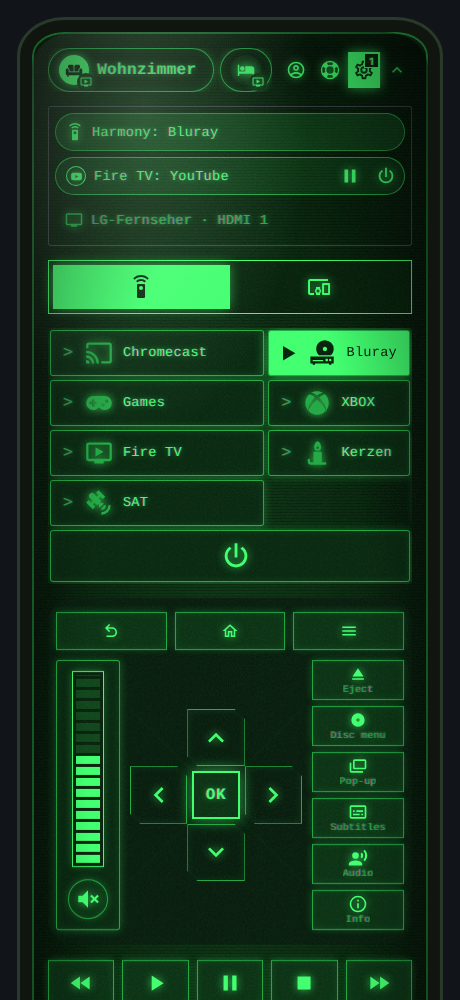 Wohnzimmer
1
Harmony: Bluray
Fire TV: YouTube
LG-Fernseher · HDMI 1
> Chromecast
Bluray
> Games
> XBOX
> Fire TV
> Kerzen
> SAT
Eject
Disc menu
Pop-up
OK
Subtitles
Audio
Info